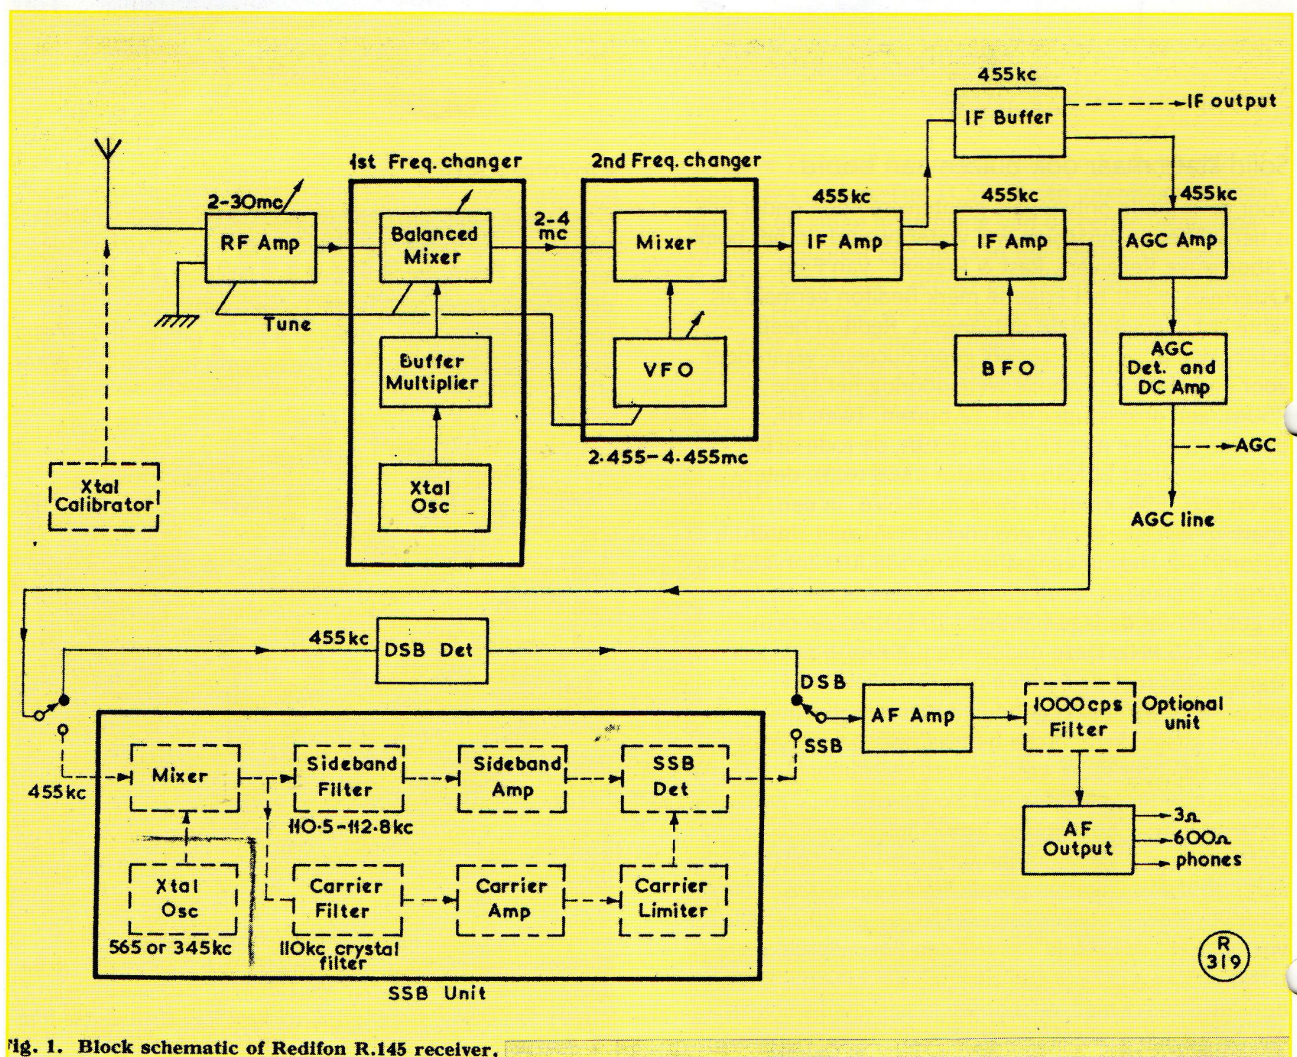 455kc
IF Buffer
IF output
1st Freq. changer
2nd Freq. changer
2-30mc
RF Amp
Balanced
Mixer
2-4
mc
Mixer
455kc
IF Amp
455kc
IF Amp
455kc
AGC Amp
Tune
Buffer
Multiplier
VFO
BFO
AGC
Det. and
DC Amp
2.455-4.455mc
AGC
Xtal
Calibrator
Xtal
Osc
AGC line
455kc
DSB Det
DSB
SSB
AF Amp
1000cps
Filter
Optional
unit
455kc
Mixer
Sideband
Filter
Sideband
Amp
SSB
Det
110.5-112.8kc
AF
Output
3Ω
600Ω
phones
Xtal
Osc
Carrier
Filter
Carrier
Amp
Carrier
Limiter
565 or 345kc
110kc crystal
filter
SSB Unit
R
319
Fig. 1. Block schematic of Redifon R.145 receiver.